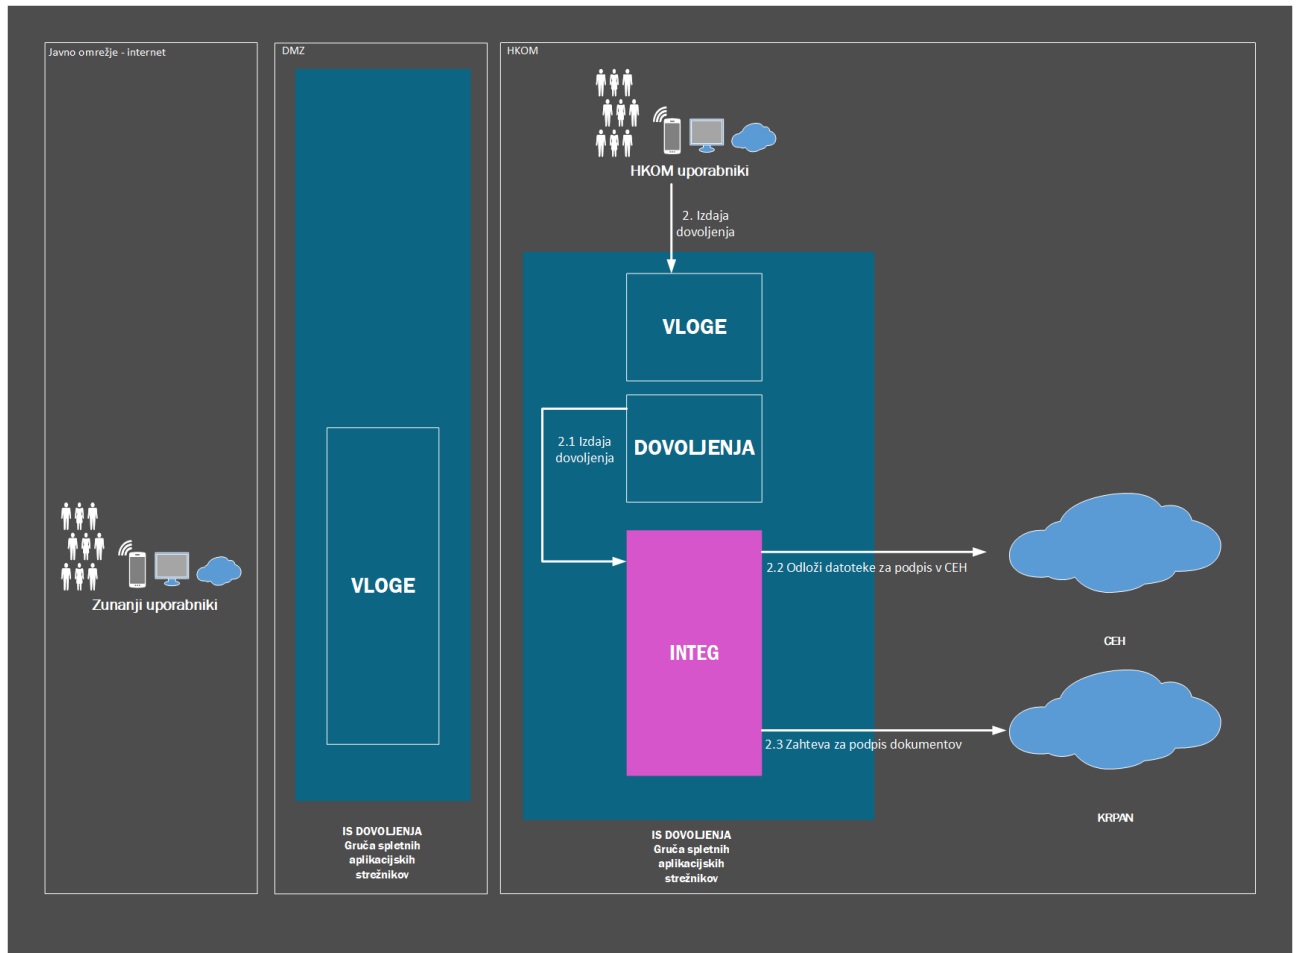 Javno omrežje - internet
DMZ
HKOM
HKOM uporabniki
2. Izdaja
dovoljenja
VLOGE
2.1 Izdaja
dovoljenja
DOVOLJENJA
VLOGE
Zunanji uporabniki
INTEG
2.2 Odloži datoteke za podpis v CEH
CEH
2.3 Zahteva za podpis dokumentov
KRPAN
IS DOVOLJENJA
Gruča spletnih
aplikacijskih
strežnikov
IS DOVOLJENJA
Gruča spletnih
aplikacijskih
strežnikov